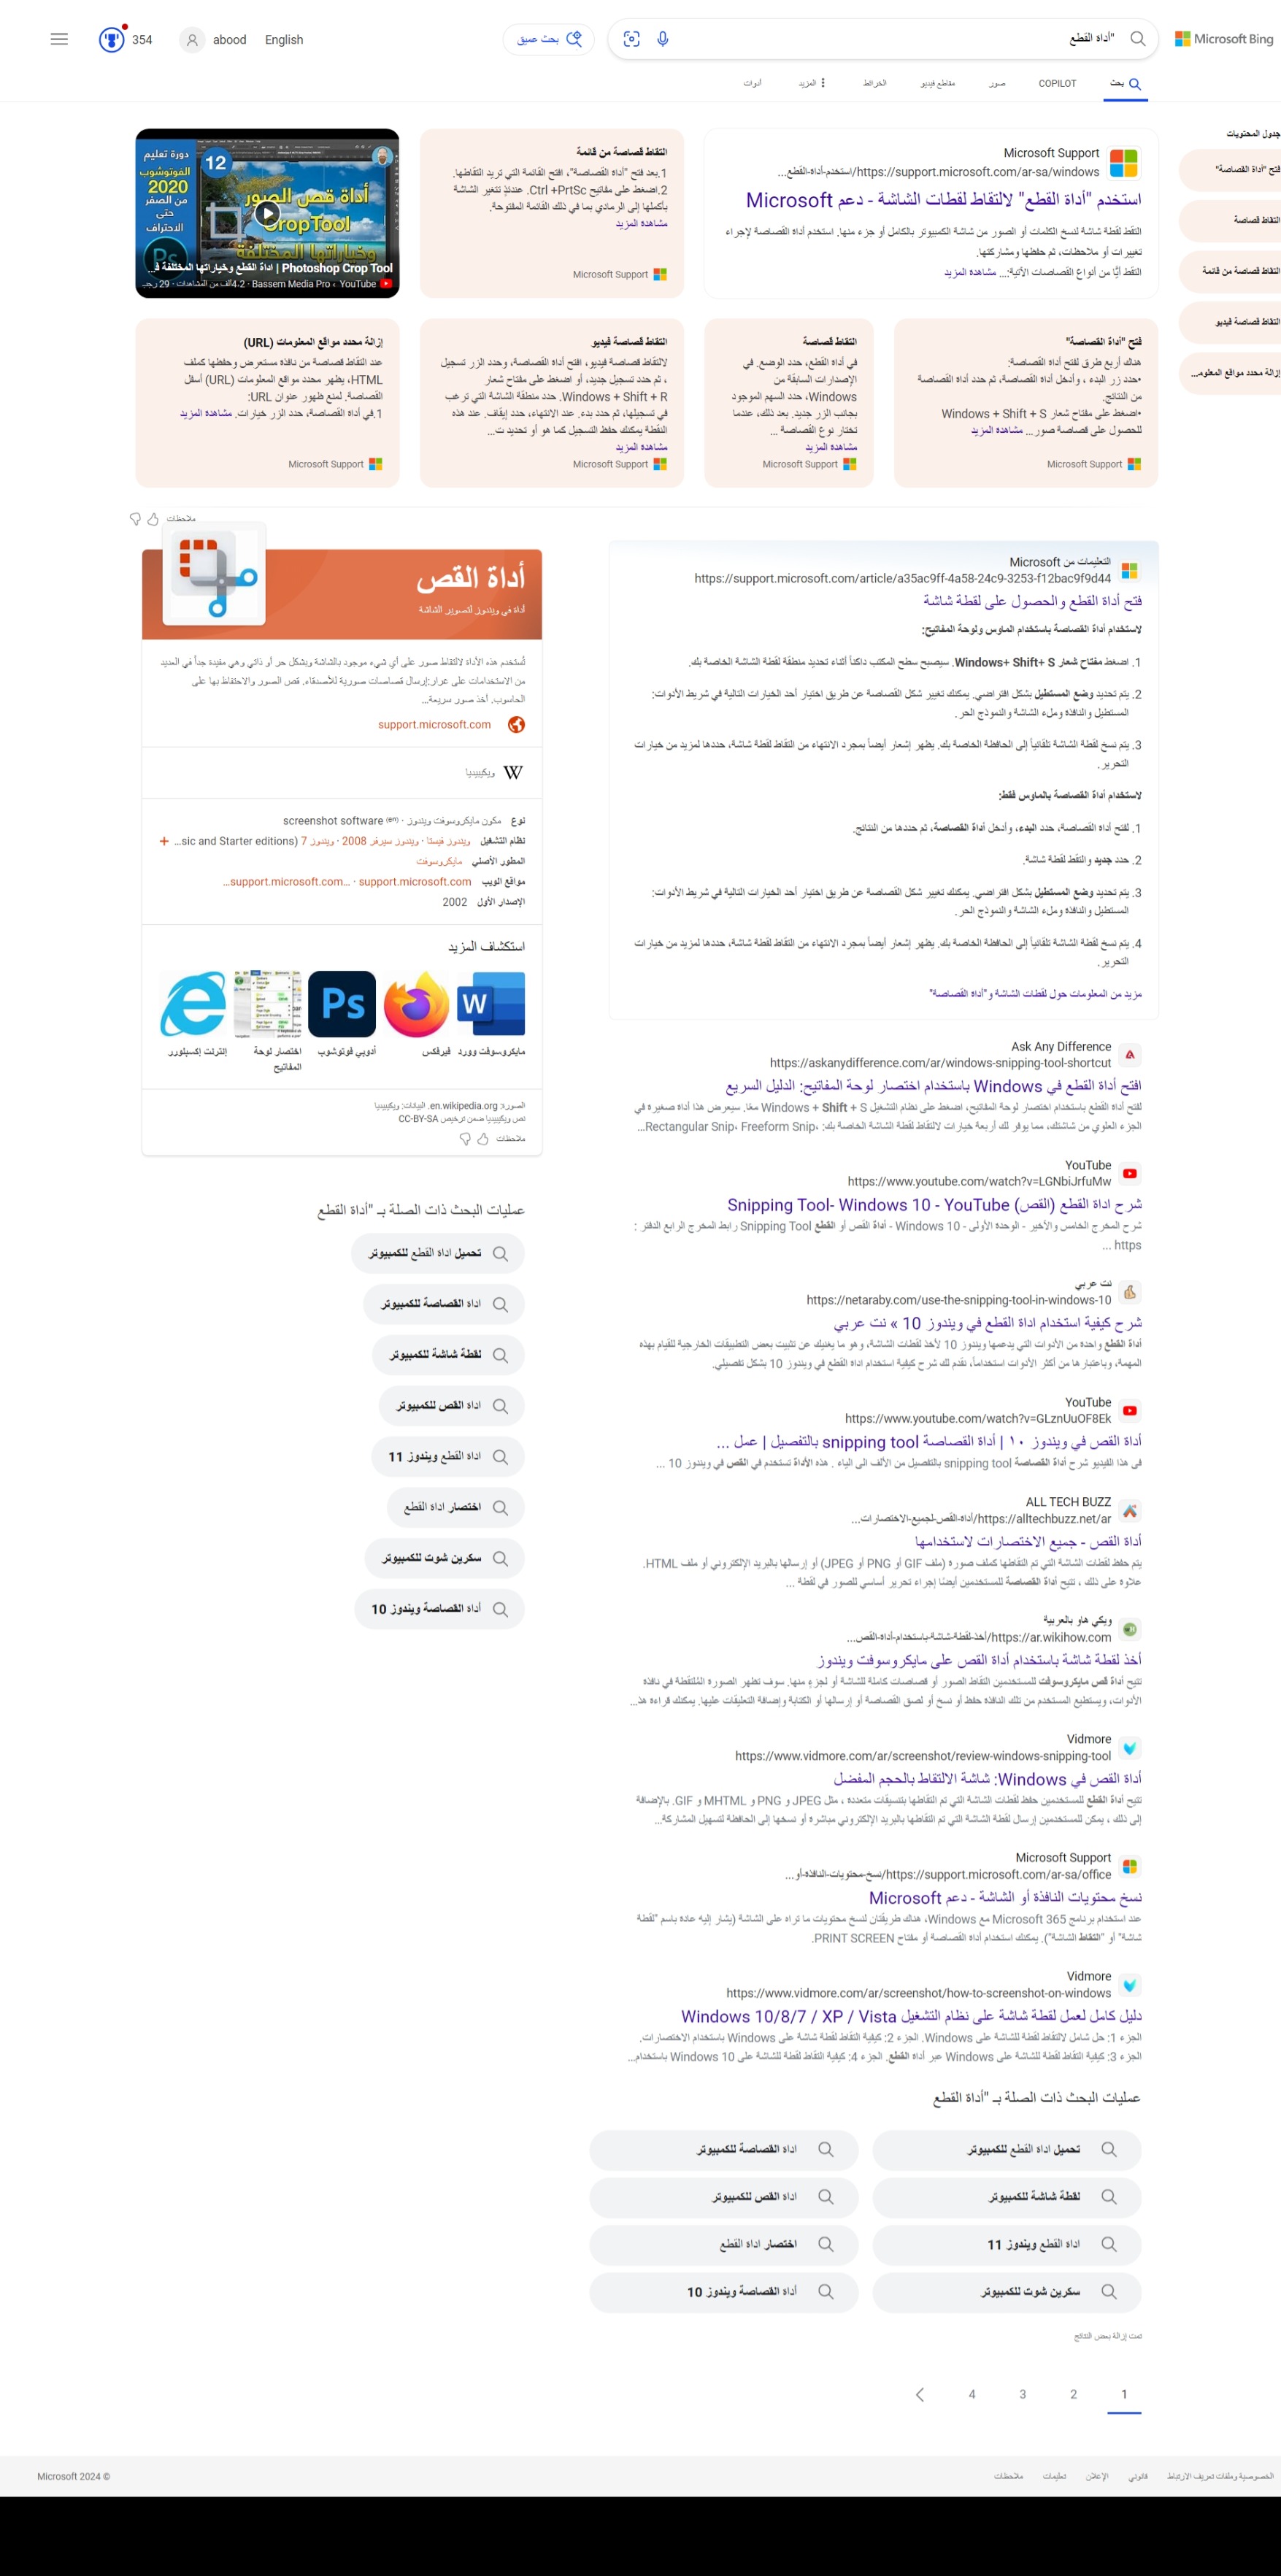 Microsoft Bing
"أداة القطع
بحث عميق
English
abood
354
بحث
COPILOT
صور
مقاطع فيديو
الخرائط
المزيد
أدوات
جدول المحتويات
فتح "أداة القصاصة"
التقاط قصاصة
التقاط قصاصة من قائمة
التقاط قصاصة فيديو
إزالة محدد مواقع المعلوم...
Microsoft Support
https://support.microsoft.com/ar-sa/windows/استخدم-أداة-القطع...
استخدم "أداة القطع" لالتقاط لقطات الشاشة - دعم Microsoft
التقط لقطة شاشة لنسخ الكلمات أو الصور من شاشة الكمبيوتر بالكامل أو جزء منها. استخدم أداة القصاصة لإجراء
تغييرات أو ملاحظات، ثم حفظها ومشاركتها.
التقط أيًا من أنواع القصاصات الآتية:... مشاهدة المزيد
التقاط قصاصة من قائمة
1.بعد فتح "أداة القصاصة"، افتح القائمة التي تريد التقاطها.
2.اضغط على مفاتيح Ctrl +PrtSc. عندئذٍ تتغير الشاشة
بأكملها إلى الرمادي بما في ذلك القائمة المفتوحة.
مشاهدة المزيد
Microsoft Support
دورة تعليم
الفوتوشوب
2020
من الصفر
حتى
الاحتراف
12
أداة قص الصور
CropTool
وخياراتها المختلفة
Ps
Photoshop Crop Tool | اداة القطع وخياراتها المختلفة فـ...
YouTube › Bassem Media Pro · 4.2ألف من المشاهدات · 29 رجب
فتح "أداة القصاصة"
هناك أربع طرق لفتح أداة القصاصة:
•حدد زر البدء ، وأدخل أداة القصاصة، ثم حدد أداة القصاصة
من النتائج.
•اضغط على مفتاح شعار Windows + Shift + S
للحصول على قصاصة صور... مشاهدة المزيد
Microsoft Support
التقاط قصاصة
في أداة القطع، حدد الوضع. في
الإصدارات السابقة من
Windows، حدد السهم الموجود
بجانب الزر جديد. بعد ذلك، عندما
تختار نوع القصاصة ...
مشاهدة المزيد
Microsoft Support
التقاط قصاصة فيديو
لالتقاط قصاصة فيديو، افتح أداة القصاصة، وحدد الزر تسجيل
، ثم حدد تسجيل جديد، أو اضغط على مفتاح شعار
Windows + Shift + R. حدد منطقة الشاشة التي ترغب
في تسجيلها، ثم حدد بدء. عند الانتهاء، حدد إيقاف. عند هذه
النقطة يمكنك حفظ التسجيل كما هو أو تحديد ت...
مشاهدة المزيد
Microsoft Support
إزالة محدد مواقع المعلومات (URL)
عند التقاط قصاصة من نافذة مستعرض وحفظها كملف
HTML، يظهر محدد مواقع المعلومات (URL) أسفل
القصاصة. لمنع ظهور عنوان URL:
1.في أداة القصاصة، حدد الزر خيارات. مشاهدة المزيد
Microsoft Support
ملاحظات
التعليمات من Microsoft
https://support.microsoft.com/article/a35ac9ff-4a58-24c9-3253-f12bac9f9d44
فتح أداة القطع والحصول على لقطة شاشة
لاستخدام أداة القصاصة باستخدام الماوس ولوحة المفاتيح:
1. اضغط مفتاح شعار Windows+ Shift+ S. سيصبح سطح المكتب داكناً أثناء تحديد منطقة لقطة الشاشة الخاصة بك.
2. يتم تحديد وضع المستطيل بشكل افتراضي. يمكنك تغيير شكل القصاصة عن طريق اختيار أحد الخيارات التالية في شريط الأدوات:
المستطيل والنافذة وملء الشاشة والنموذج الحر.
3. يتم نسخ لقطة الشاشة تلقائياً إلى الحافظة الخاصة بك. يظهر إشعار أيضاً بمجرد الانتهاء من التقاط لقطة شاشة، حددها لمزيد من خيارات
التحرير.
لاستخدام أداة القصاصة بالماوس فقط:
1. لفتح أداة القصاصة، حدد البدء، وأدخل أداة القصاصة، ثم حددها من النتائج.
2. حدد جديد والتقط لقطة شاشة.
3. يتم تحديد وضع المستطيل بشكل افتراضي. يمكنك تغيير شكل القصاصة عن طريق اختيار أحد الخيارات التالية في شريط الأدوات:
المستطيل والنافذة وملء الشاشة والنموذج الحر.
4. يتم نسخ لقطة الشاشة تلقائياً إلى الحافظة الخاصة بك. يظهر إشعار أيضاً بمجرد الانتهاء من التقاط لقطة شاشة، حددها لمزيد من خيارات
التحرير.
مزيد من المعلومات حول لقطات الشاشة و"أداة القصاصة"
Ask Any Difference
https://askanydifference.com/ar/windows-snipping-tool-shortcut
افتح أداة القطع في Windows باستخدام اختصار لوحة المفاتيح: الدليل السريع
لفتح أداة القطع باستخدام اختصار لوحة المفاتيح، اضغط على نظام التشغيل Windows + Shift + S معًا. سيعرض هذا أداة صغيرة في
الجزء العلوي من شاشتك، مما يوفر لك أربعة خيارات لالتقاط لقطة الشاشة الخاصة بك: Rectangular Snip، Freeform Snip،...
YouTube
https://www.youtube.com/watch?v=LGNbiJrfuMw
شرح اداة القطع (القص) Snipping Tool- Windows 10 - YouTube
شرح المخرج الخامس والأخير - الوحدة الأولى - Windows 10 - أداة القص أو القطع Snipping Tool رابط المخرج الرابع الدفتر :
https ...
نت عربي
https://netaraby.com/use-the-snipping-tool-in-windows-10
شرح كيفية استخدام اداة القطع في ويندوز 10 » نت عربي
أداة القطع واحدة من الأدوات التي يدعمها ويندوز 10 لأخذ لقطات الشاشة، وهو ما يغنيك عن تثبيت بعض التطبيقات الخارجية للقيام بهذه
المهمة، وباعتبارها من أكثر الأدوات استخداماً، نقدم لك شرح كيفية استخدام اداة القطع في ويندوز 10 بشكل تفصيلي.
YouTube
https://www.youtube.com/watch?v=GLznUuOF8Ek
أداة القص في ويندوز ١٠ | أداة القصاصة snipping tool بالتفصيل | عمل ...
فى هذا الفيديو شرح أداة القصاصة snipping tool بالتفصيل من الألف الى الياء . هذه الأداة تستخدم في القص في ويندوز 10 ...
ALL TECH BUZZ
https://alltechbuzz.net/ar/أداة-القص-لجميع-الاختصارات...
أداة القص - جميع الاختصارات لاستخدامها
يتم حفظ لقطات الشاشة التي تم التقاطها كملف صورة (ملف GIF أو PNG أو JPEG) أو إرسالها بالبريد الإلكتروني أو ملف HTML.
علاوة على ذلك ، تتيح أداة القصاصة للمستخدمين أيضًا إجراء تحرير أساسي للصور في لقطة ...
ويكي هاو بالعربية
https://ar.wikihow.com/أخذ-لقطة-شاشة-باستخدام-أداة-القص...
أخذ لقطة شاشة باستخدام أداة القص على مايكروسوفت ويندوز
تتيح أداة قص مايكروسوفت للمستخدمين التقاط الصور أو قصاصات كاملة للشاشة أو لجزءٍ منها. سوف تظهر الصورة المُلتقطة في نافذة
الأدوات، ويستطيع المستخدم من تلك النافذة حفظ أو نسخ أو لصق القصاصة أو إرسالها أو الكتابة وإضافة التعليقات عليها. يمكنك قراءة هذ...
Vidmore
https://www.vidmore.com/ar/screenshot/review-windows-snipping-tool
أداة القص في Windows: شاشة الالتقاط بالحجم المفضل
تتيح أداة القطع للمستخدمين حفظ لقطات الشاشة التي تم التقاطها بتنسيقات متعددة ، مثل JPEG و PNG و MHTML و GIF. بالإضافة
إلى ذلك ، يمكن للمستخدمين إرسال لقطة الشاشة التي تم التقاطها بالبريد الإلكتروني مباشرة أو نسخها إلى الحافظة لتسهيل المشاركة...
Microsoft Support
https://support.microsoft.com/ar-sa/office/نسخ-محتويات-النافذة-أو...
نسخ محتويات النافذة أو الشاشة - دعم Microsoft
عند استخدام برنامج Microsoft 365 مع Windows، هناك طريقتان لنسخ محتويات ما تراه على الشاشة (يشار إليه عادة باسم "لقطة
شاشة" أو "التقاط الشاشة"). يمكنك استخدام أداة القصاصة أو مفتاح PRINT SCREEN.
Vidmore
https://www.vidmore.com/ar/screenshot/how-to-screenshot-on-windows
دليل كامل لعمل لقطة شاشة على نظام التشغيل Windows 10/8/7 / XP / Vista
الجزء 1: حل شامل لالتقاط لقطة للشاشة على Windows. الجزء 2: كيفية التقاط لقطة شاشة على Windows باستخدام الاختصارات.
الجزء 3: كيفية التقاط لقطة للشاشة على Windows عبر أداة القطع. الجزء 4: كيفية التقاط لقطة للشاشة على Windows 10 باستخدام...
أداة القص
أداة في ويندوز لتصوير الشاشة
تُستخدم هذه الأداة لالتقاط صور على أي شيء موجود بالشاشة وبشكل حر أو ذاتي وهي مفيدة جداً في العديد
من الاستخدامات على غرار:إرسال قصاصات صورية للأصدقاء. قص الصور والاحتفاظ بها على
الحاسوب. أخذ صور سريعة...
support.microsoft.com
W ويكيبيديا
نوع مكون مايكروسوفت ويندوز · screenshot software (en)
نظام التشغيل ويندوز فيستا · ويندوز سيرفر 2008 · ويندوز 7 (sic and Starter editions... +
المطور الأصلي مايكروسوفت
مواقع الويب support.microsoft.com · ...support.microsoft.com...
الإصدار الأول 2002
استكشاف المزيد
W
Ps
مايكروسوفت وورد
فيرفكس
أدوبي فوتوشوب
اختصار لوحة
المفاتيح
إنترنت إكسبلورر
الصورة: en.wikipedia.org. البيانات: ويكيبيديا
نص ويكيبيديا ضمن ترخيص CC-BY-SA
ملاحظات
عمليات البحث ذات الصلة بـ "أداة القطع
تحميل اداة القطع للكمبيوتر
اداة القصاصة للكمبيوتر
لقطة شاشة للكمبيوتر
اداة القص للكمبيوتر
اداة القطع ويندوز 11
اختصار اداة القطع
سكرين شوت للكمبيوتر
أداة القصاصة ويندوز 10
عمليات البحث ذات الصلة بـ "أداة القطع
تحميل اداة القطع للكمبيوتر
اداة القصاصة للكمبيوتر
لقطة شاشة للكمبيوتر
اداة القص للكمبيوتر
اداة القطع ويندوز 11
اختصار اداة القطع
سكرين شوت للكمبيوتر
أداة القصاصة ويندوز 10
تمت إزالة بعض النتائج
1
2
3
4
الخصوصية وملفات تعريف الارتباط
قانوني
الإعلان
تعليمات
ملاحظات
© Microsoft 2024